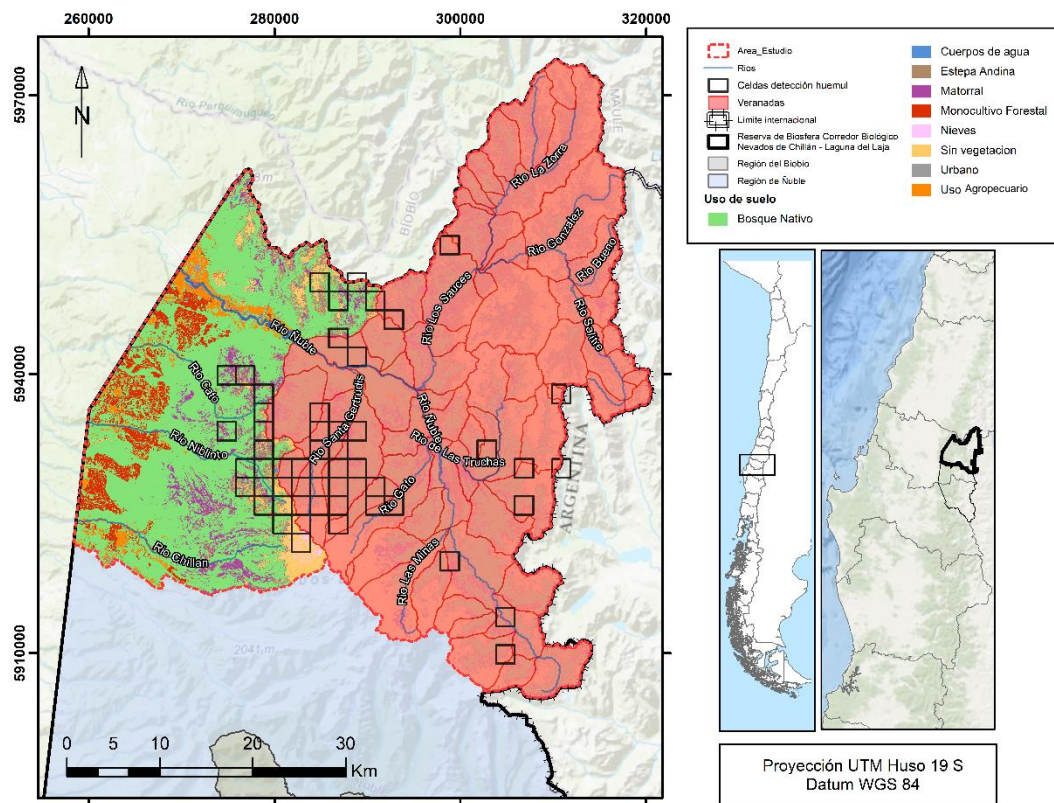 260000
280000
300000
320000
5970000
5940000
5910000
N
Rio Perquilauquen
MAULE
BIOBÍO
Rio La Zorra
Rio Gonzalez
Rio Bueno
Rio Los Sauces
Rio Salitre
Rio Ñuble
Rio Cato
Rio Santa Gertrudis
Rio Ñuble
Rio de Las Truchas
Rio Niblinto
Rio Gato
ARGENTINA
Rio Chillan
Rio Las Minas
2041 m
0 5 10 20 30
Km
Area_Estudio
Rios
Celdas detección huemul
Veranadas
Limite internacional
Reserva de Biosfera Corredor Biológico
Nevados de Chillán - Laguna del Laja
Región del Biobio
Región de Ñuble
Uso de suelo
Bosque Nativo
Cuerpos de agua
Estepa Andina
Matorral
Monocultivo Forestal
Nieves
Sin vegetacion
Urbano
Uso Agropecuario
Proyección UTM Huso 19 S
Datum WGS 84